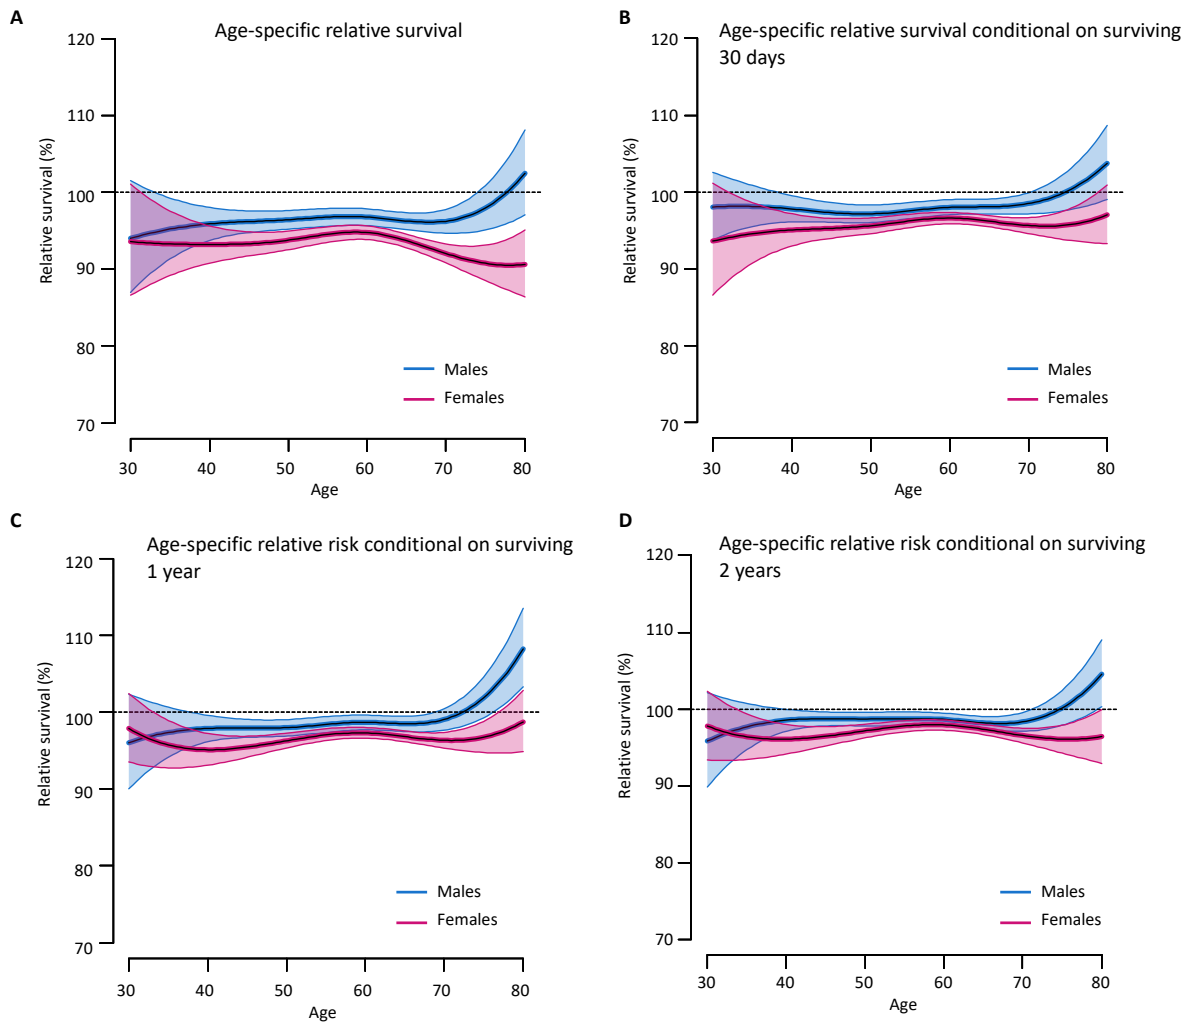 A
Age-specific relative survival
120
110
100
90
80
70
Relative survival (%)
Males
Females
30 40 50 60 70 80
Age
B
Age-specific relative survival conditional on surviving
30 days
120
110
100
90
80
70
Relative survival (%)
Males
Females
30 40 50 60 70 80
Age
C
Age-specific relative risk conditional on surviving
1 year
120
110
100
90
80
70
Relative survival (%)
Males
Females
30 40 50 60 70 80
Age
D
Age-specific relative risk conditional on surviving
2 years
120
110
100
90
80
70
Relative survival (%)
Males
Females
30 40 50 60 70 80
Age